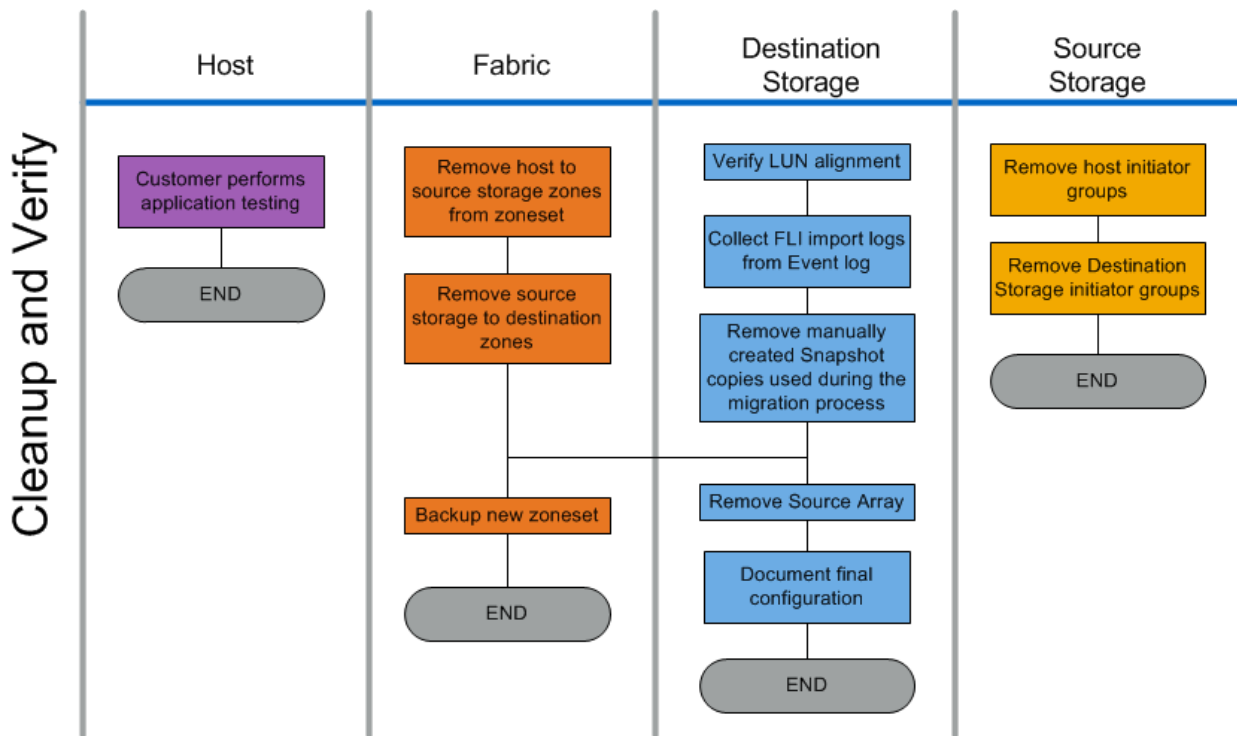 Cleanup and Verify
Host
Customer performs
application testing
END
Fabric
Remove host to
source storage zones
from zoneset
Remove source
storage to destination
zones
Backup new zoneset
END
Destination
Storage
Verify LUN alignment
Collect FLI import logs
from Event log
Remove manually
created Snapshot
copies used during the
migration process
Remove Source Array
Document final
configuration
END
Source
Storage
Remove host initiator
groups
Remove Destination
Storage initiator groups
END